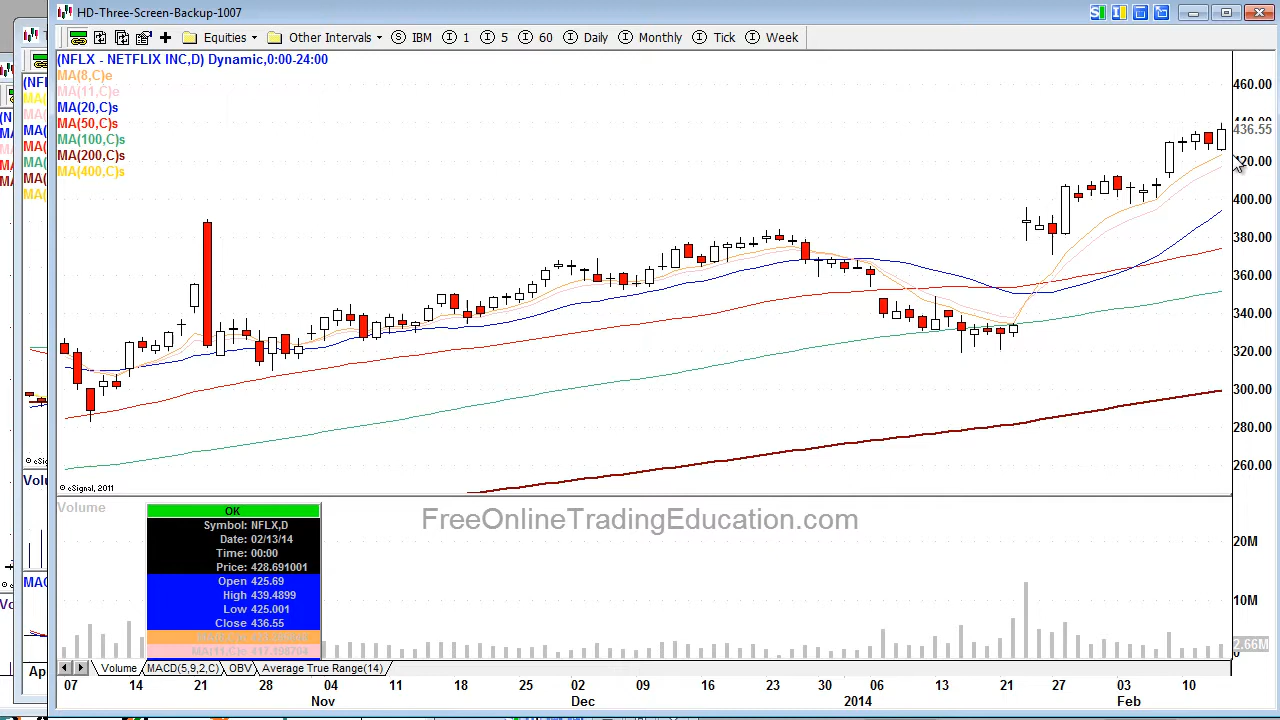 HD-Three-Screen-Backup-1007
Equities Other Intervals IBM 1 5 60 Daily Monthly Tick Week
(NFLX - NETFLIX INC,D) Dynamic,0:00-24:00
MA(8,C)e
MA(11,C)e
MA(20,C)s
MA(50,C)s
MA(100,C)s
MA(200,C)s
MA(400,C)s
460.00
436.55
420.00
400.00
380.00
360.00
340.00
320.00
300.00
280.00
260.00
© eSignal, 2011
Volume
FreeOnlineTradingEducation.com
OK
Symbol: NFLX,D
Date: 02/13/14
Time: 00:00
Price: 428.691001
Open 425.69
High 439.4899
Low 425.001
Close 436.55
MA(11,C)e 417.198704
20M
10M
2.66M
Volume MACD(5,9,2,C) OBV Average True Range(14)
07 14 21 28 04 11 18 25 02 09 16 23 30 06 13 21 27 03 10
Nov Dec 2014 Feb